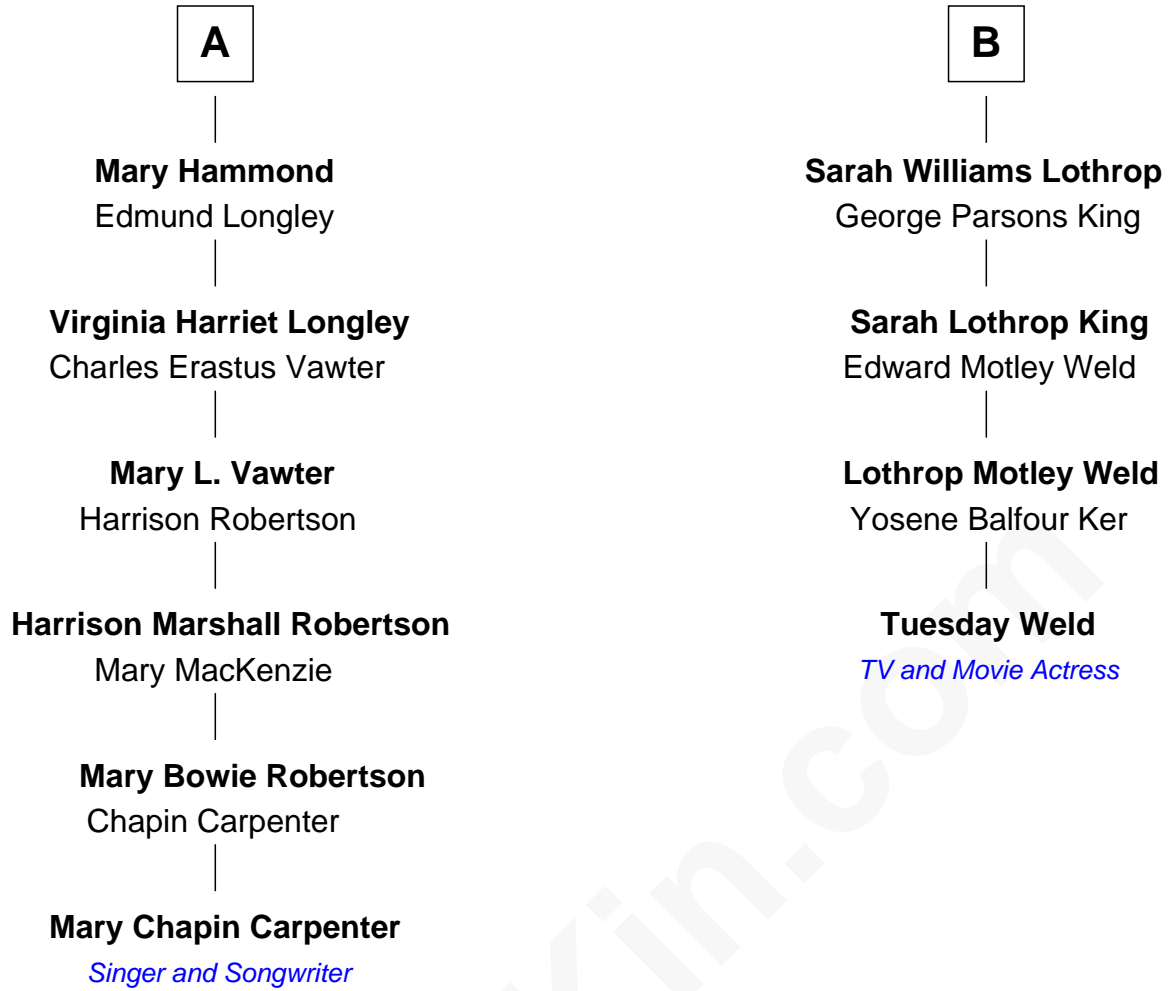 A
Mary Hammond
Edmund Longley
Virginia Harriet Longley
Charles Erastus Vawter
Mary L. Vawter
Harrison Robertson
Harrison Marshall Robertson
Mary MacKenzie
Mary Bowie Robertson
Chapin Carpenter
Mary Chapin Carpenter
Singer and Songwriter
B
Sarah Williams Lothrop
George Parsons King
Sarah Lothrop King
Edward Motley Weld
Lothrop Motley Weld
Yosene Balfour Ker
Tuesday Weld
TV and Movie Actress
Kin.com